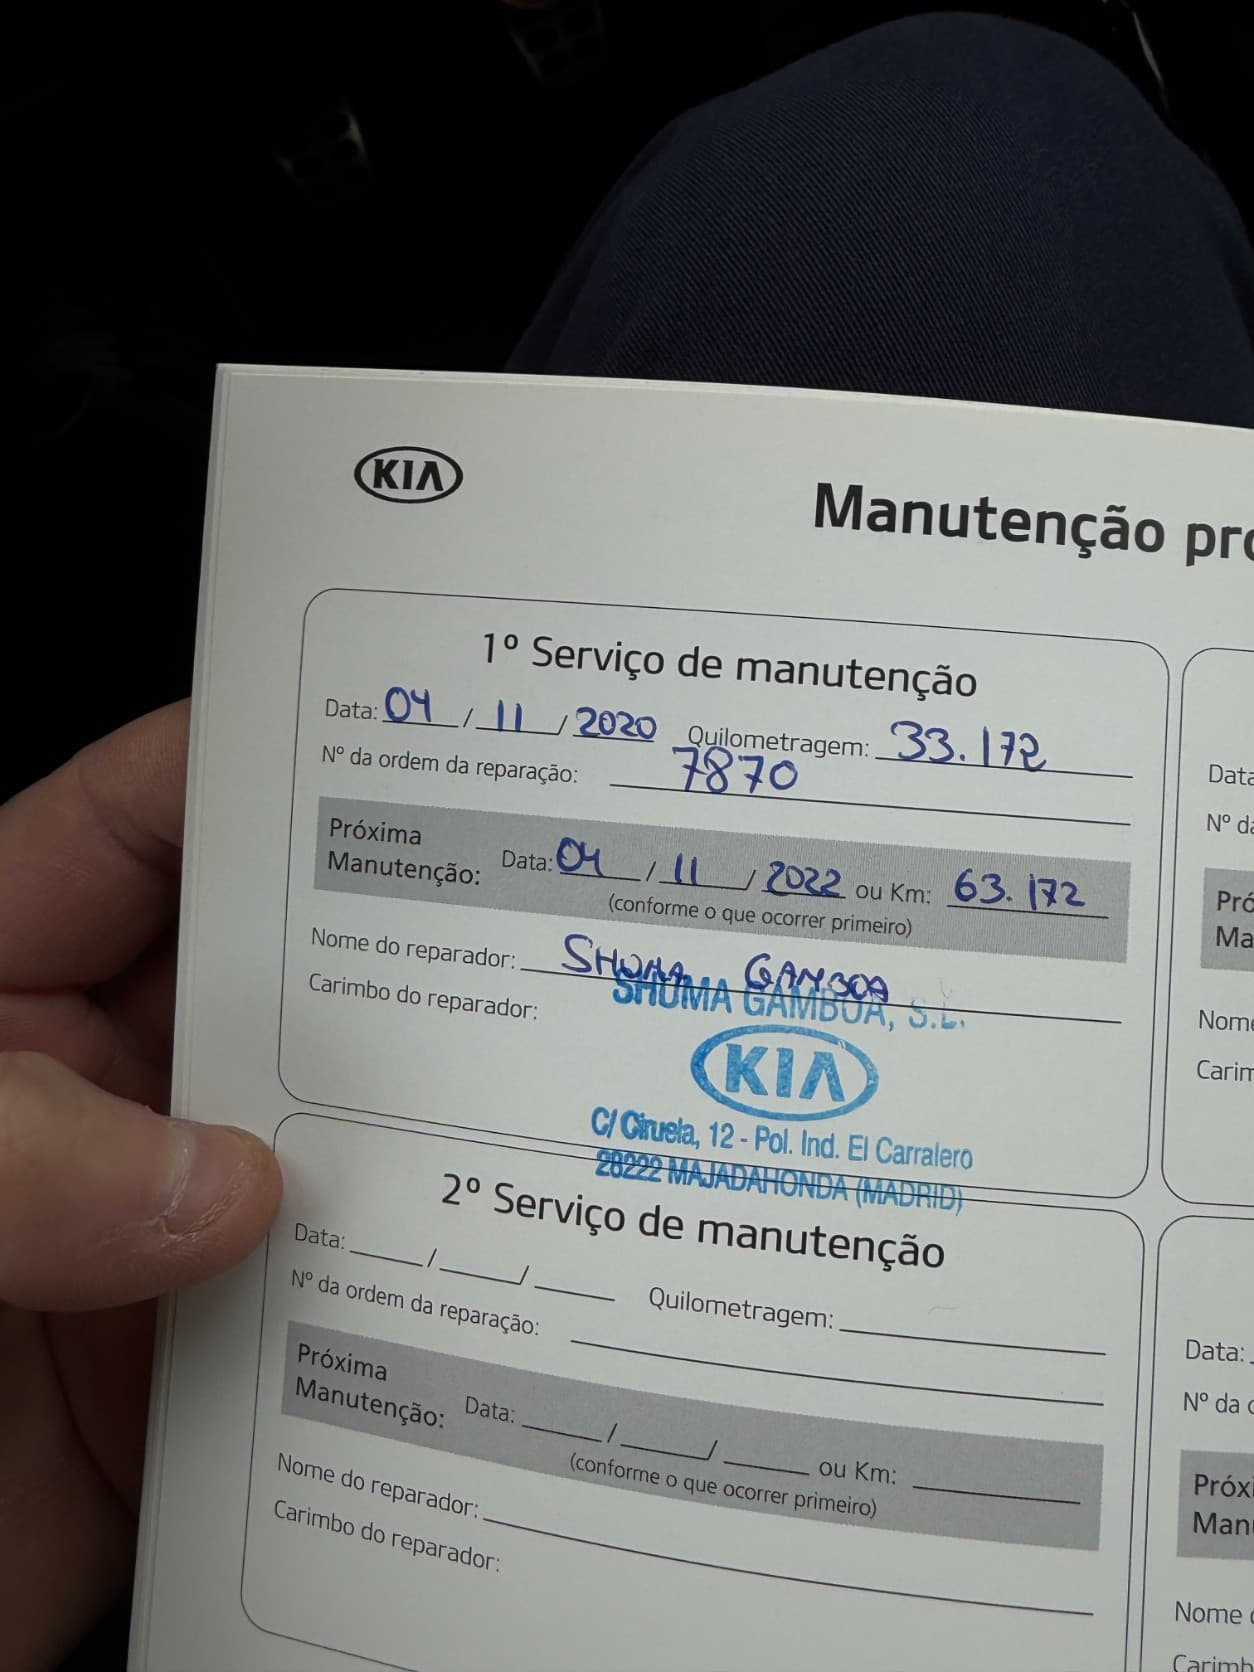 KIA
Manutenção pro
1º Serviço de manutenção
Data: 04 / 11 / 2020 Quilometragem: 33.172
Nº da ordem da reparação: 7870
Próxima
Manutenção: Data: 04 / 11 / 2022 ou Km: 63.172
(conforme o que ocorrer primeiro)
Nome do reparador: SHUMA GAMBOA
Carimbo do reparador:
SHUMA GAMBOA, S.L.
KIA
C/ Ciruela, 12 - Pol. Ind. El Carralero
28222 MAJADAHONDA (MADRID)
2º Serviço de manutenção
Data: / / Quilometragem:
Nº da ordem da reparação:
Próxima
Manutenção: Data: / / ou Km:
(conforme o que ocorrer primeiro)
Nome do reparador:
Carimbo do reparador:
Data
Nº da
Pró
Ma
Nome
Carim
Data:
Nº da o
Próxi
Man
Nome
Carimb